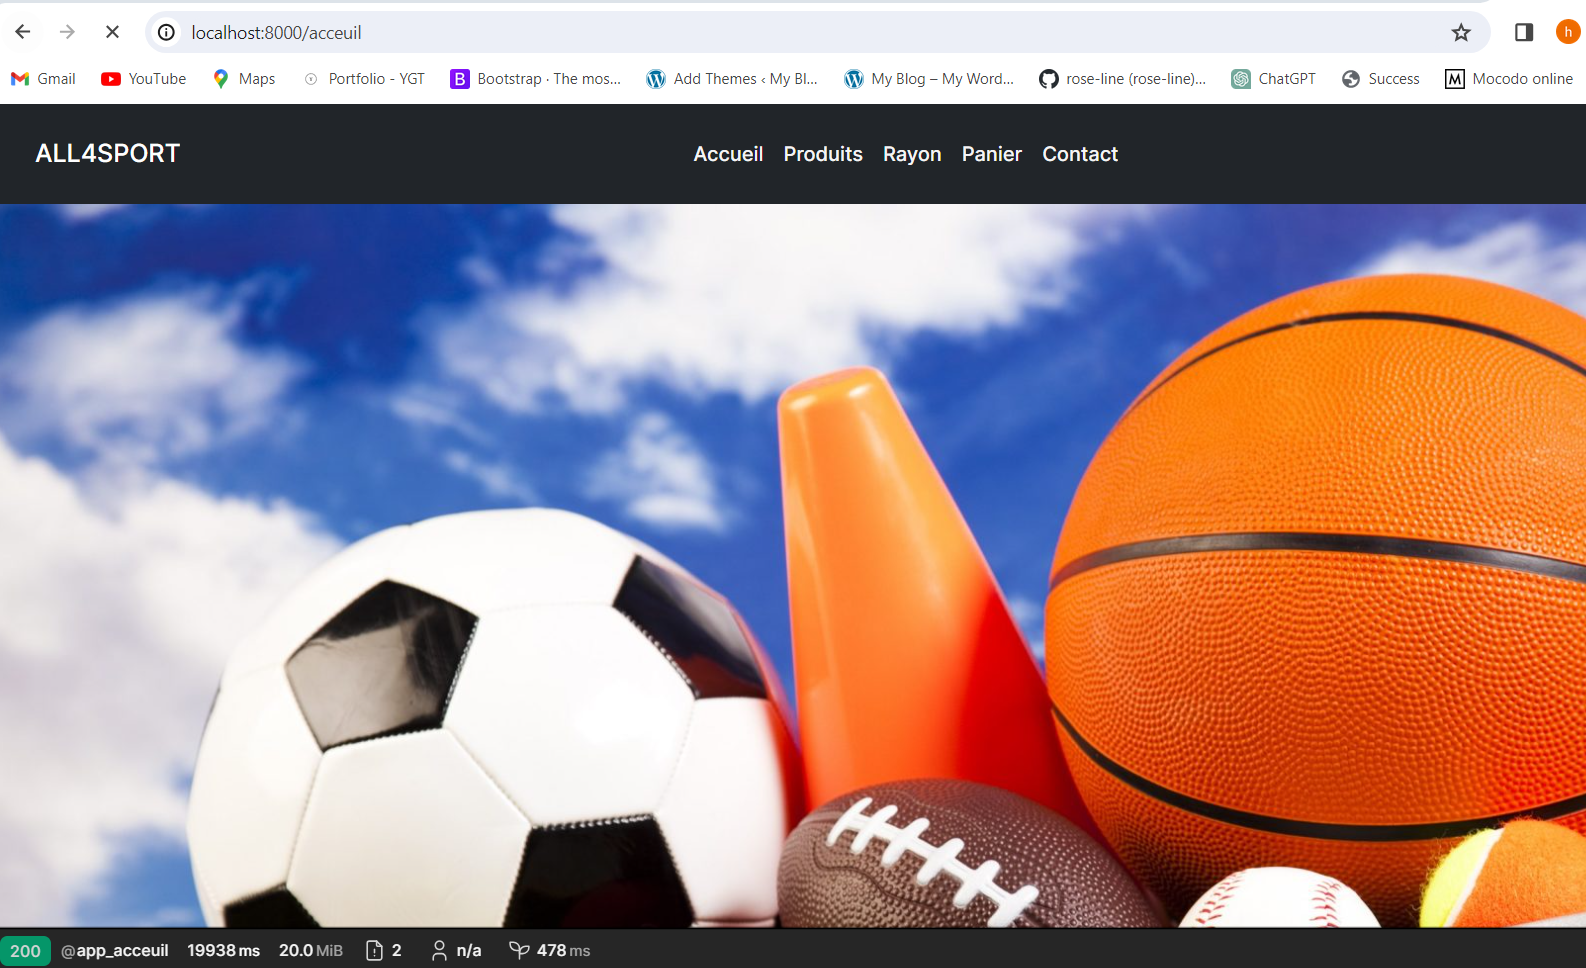 localhost:8000/acceuil
h
Gmail YouTube Maps Portfolio - YGT Bootstrap · The mos... Add Themes ‹ My Bl... My Blog – My Word... rose-line (rose-line)... ChatGPT Success Mocodo online
ALL4SPORT Accueil Produits Rayon Panier Contact
200 @app_acceuil 19938 ms 20.0 MiB 2 n/a 478 ms